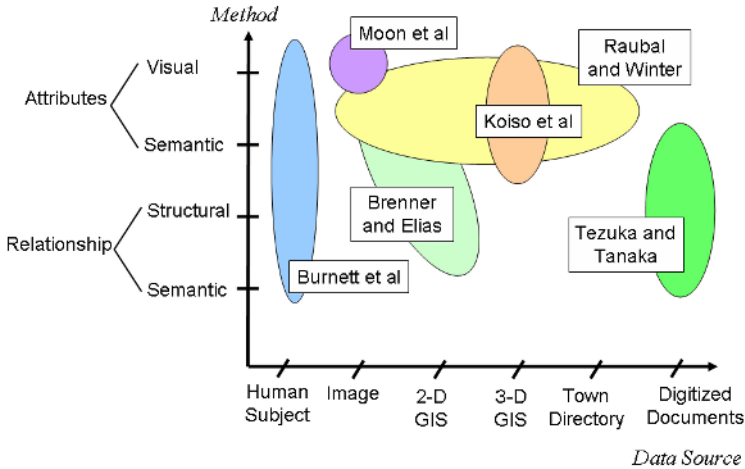 Method
Moon et al
Raubal
and Winter
Visual
Attributes
Koiso et al
Semantic
Brenner
and Elias
Structural
Tezuka and
Tanaka
Relationship
Burnett et al
Semantic
Human
Subject
Image
2-D
GIS
3-D
GIS
Town
Directory
Digitized
Documents
Data Source